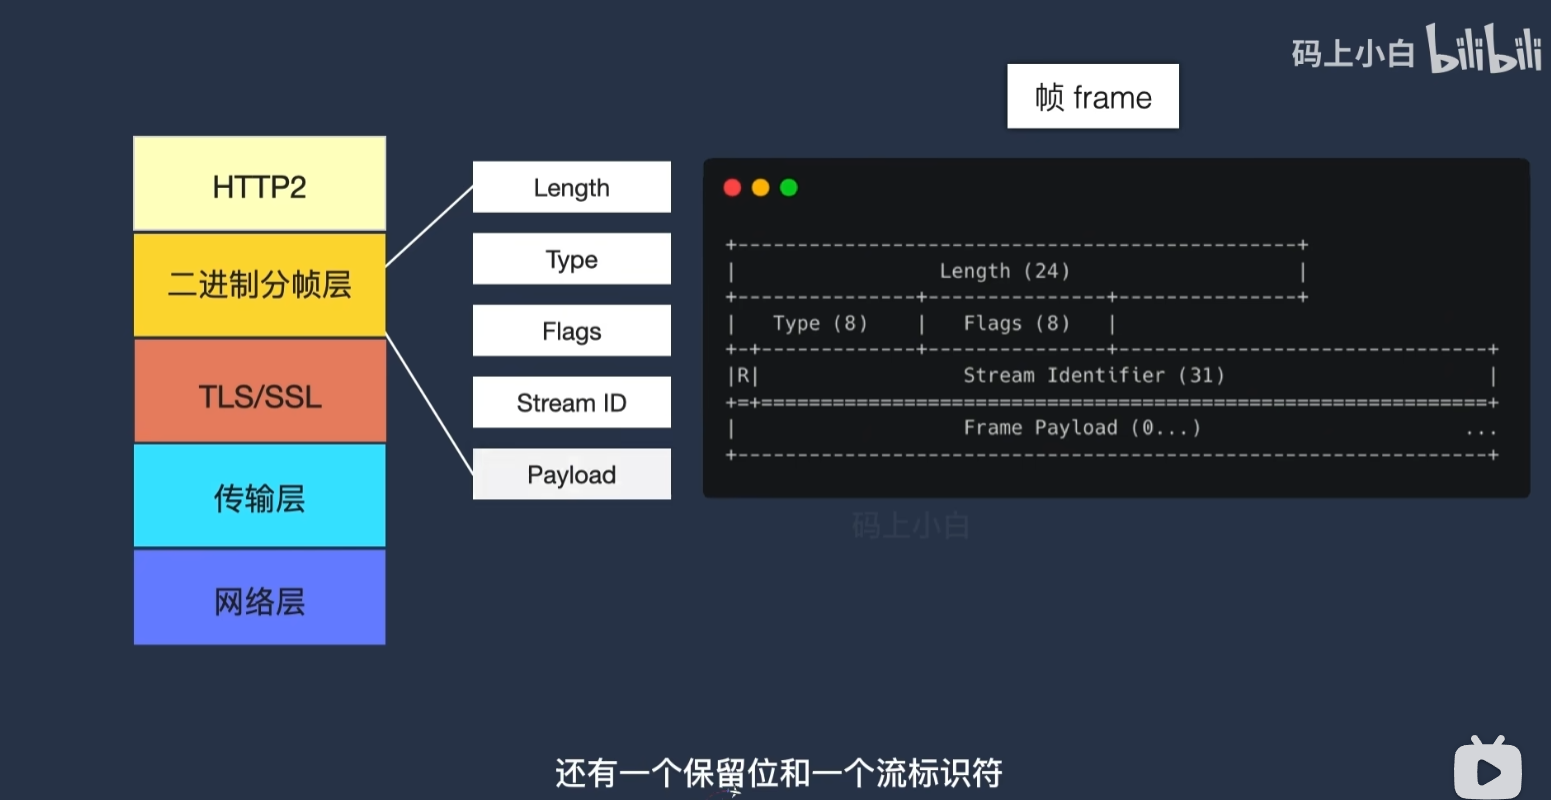 码上小白 bilibili
帧 frame
HTTP2
二进制分帧层
TLS/SSL
传输层
网络层
Length
Type
Flags
Stream ID
Payload
+-----------------------------------------------+
| Length (24) |
+---------------+---------------+---------------+
| Type (8) | Flags (8) |
+-+-------------+---------------+-------------------------------+
|R| Stream Identifier (31) |
+=+=============================================================+
| Frame Payload (0...) ...
+---------------------------------------------------------------+
码上小白
还有一个保留位和一个流标识符